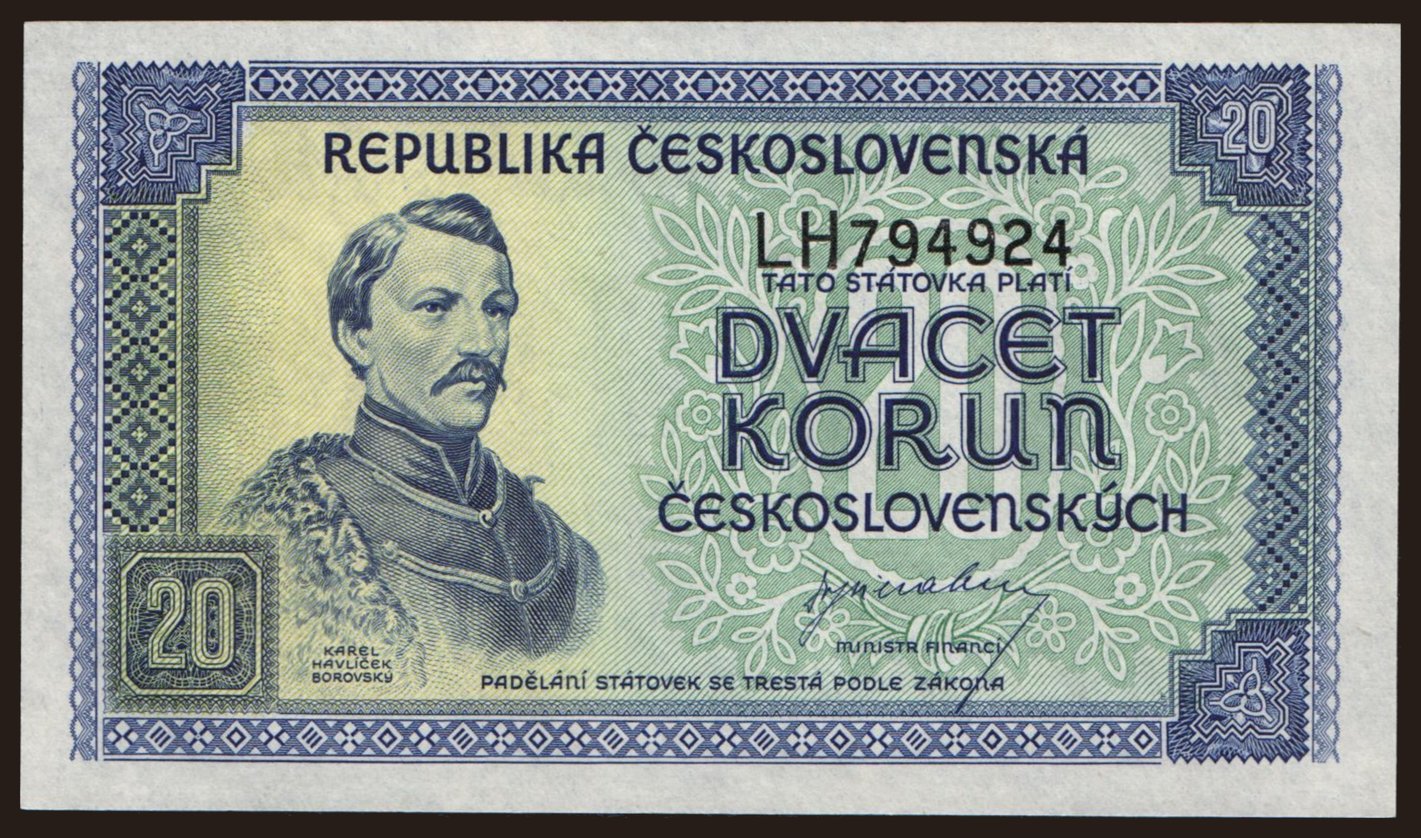 20
REPUBLIKA ČESKOSLOVENSKÁ
LH794924
TATO STÁTOVKA PLATÍ
DVACET
KORUN
ČESKOSLOVENSKÝCH
20
KAREL
HAVLÍČEK
BOROVSKÝ
MINISTR FINANCÍ
PADĚLÁNÍ STÁTOVEK SE TRESTÁ PODLE ZÁKONA